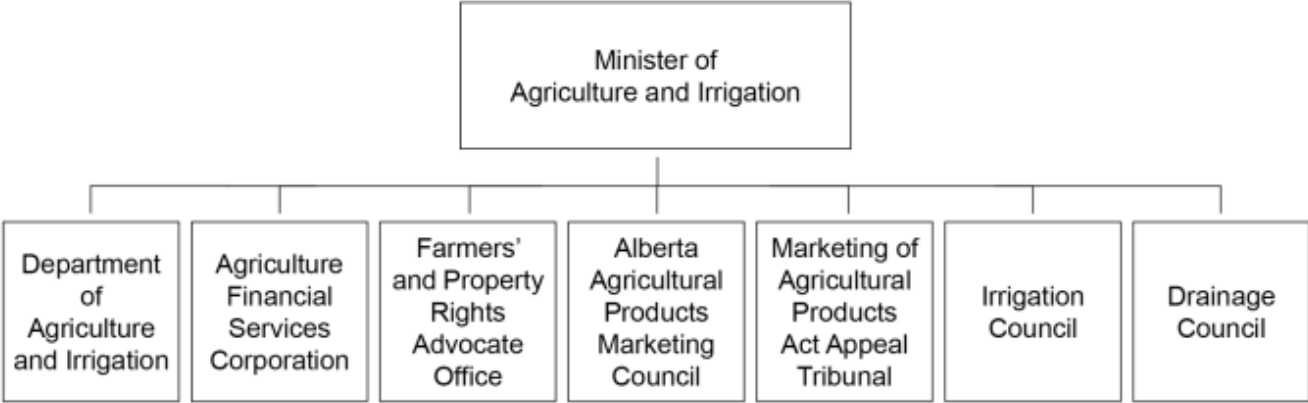 Minister of
Agriculture and Irrigation
Department
of
Agriculture
and Irrigation
Agriculture
Financial
Services
Corporation
Farmers’
and Property
Rights
Advocate
Office
Alberta
Agricultural
Products
Marketing
Council
Marketing of
Agricultural
Products
Act Appeal
Tribunal
Irrigation
Council
Drainage
Council